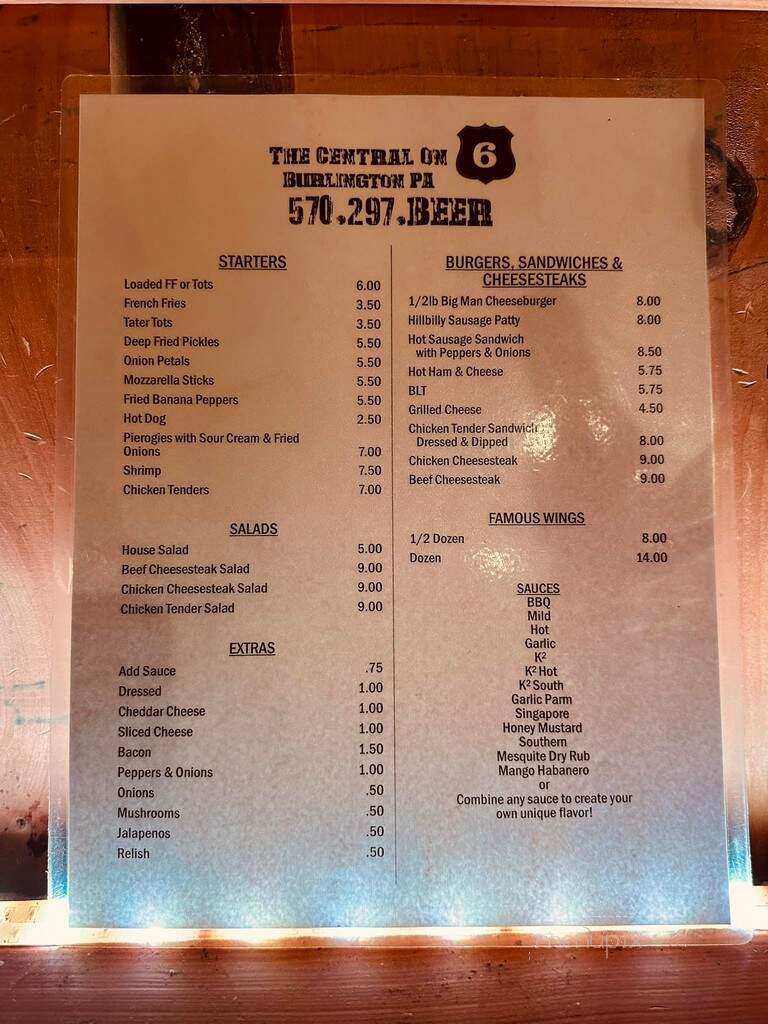 THE CENTRAL ON 6
BURLINGTON PA
570.297.BEER
STARTERS
Loaded FF or Tots 6.00
French Fries 3.50
Tater Tots 3.50
Deep Fried Pickles 5.50
Onion Petals 5.50
Mozzarella Sticks 5.50
Fried Banana Peppers 5.50
Hot Dog 2.50
Pierogies with Sour Cream & Fried
Onions 7.00
Shrimp 7.50
Chicken Tenders 7.00
SALADS
House Salad 5.00
Beef Cheesesteak Salad 9.00
Chicken Cheesesteak Salad 9.00
Chicken Tender Salad 9.00
EXTRAS
Add Sauce .75
Dressed 1.00
Cheddar Cheese 1.00
Sliced Cheese 1.00
Bacon 1.50
Peppers & Onions 1.00
Onions .50
Mushrooms .50
Jalapenos .50
Relish .50
BURGERS, SANDWICHES &
CHEESESTEAKS
1/2lb Big Man Cheeseburger 8.00
Hillbilly Sausage Patty 8.00
Hot Sausage Sandwich
with Peppers & Onions 8.50
Hot Ham & Cheese 5.75
BLT 5.75
Grilled Cheese 4.50
Chicken Tender Sandwich
Dressed & Dipped 8.00
Chicken Cheesesteak 9.00
Beef Cheesesteak 9.00
FAMOUS WINGS
1/2 Dozen 8.00
Dozen 14.00
SAUCES
BBQ
Mild
Hot
Garlic
K²
K² Hot
K² South
Garlic Parm
Singapore
Honey Mustard
Southern
Mesquite Dry Rub
Mango Habanero
or
Combine any sauce to create your
own unique flavor!